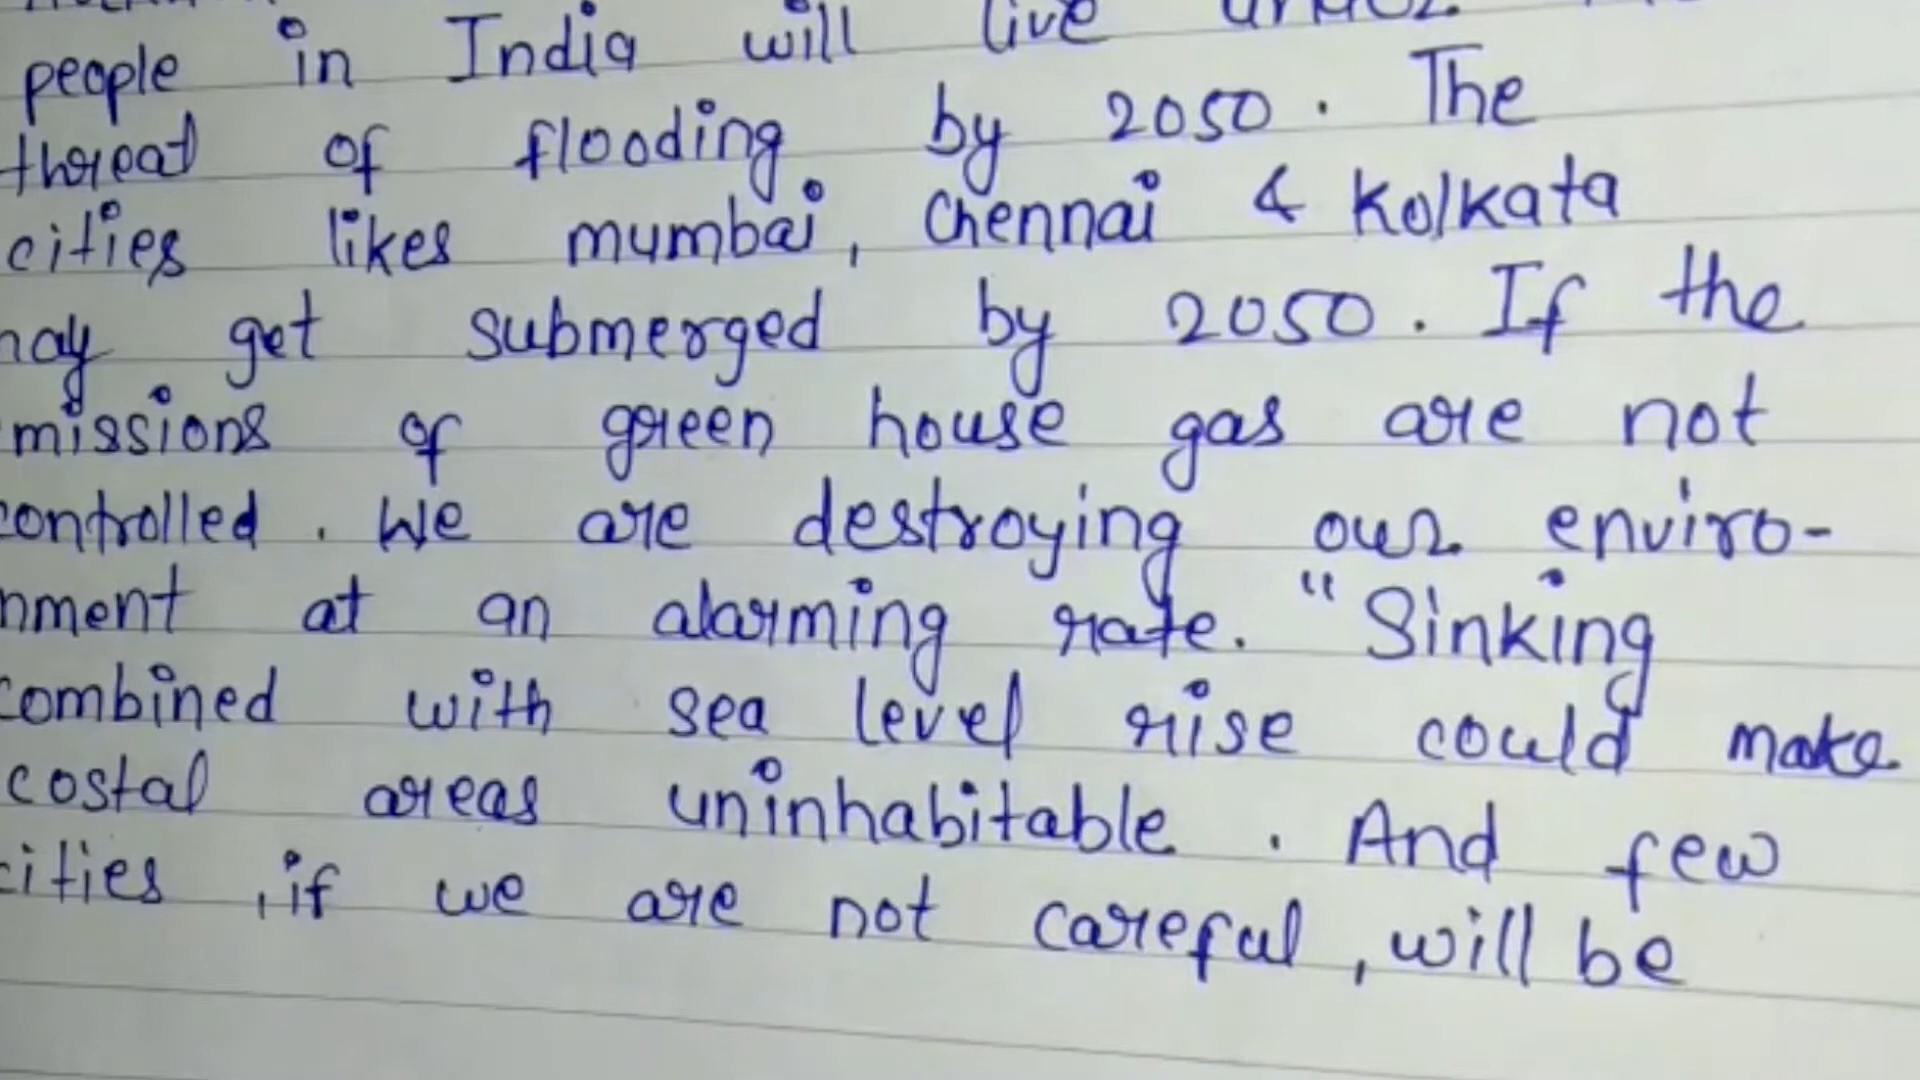 people in India will live under
threat of flooding by 2050. The
cities likes mumbai, Chennai & Kolkata
may get submerged by 2050. If the
missions of green house gas are not
controlled. We are destroying our enviro-
nment at an alarming rate. "Sinking
combined with sea level rise could make
costal areas uninhabitable. And few
cities, if we are not careful, will be